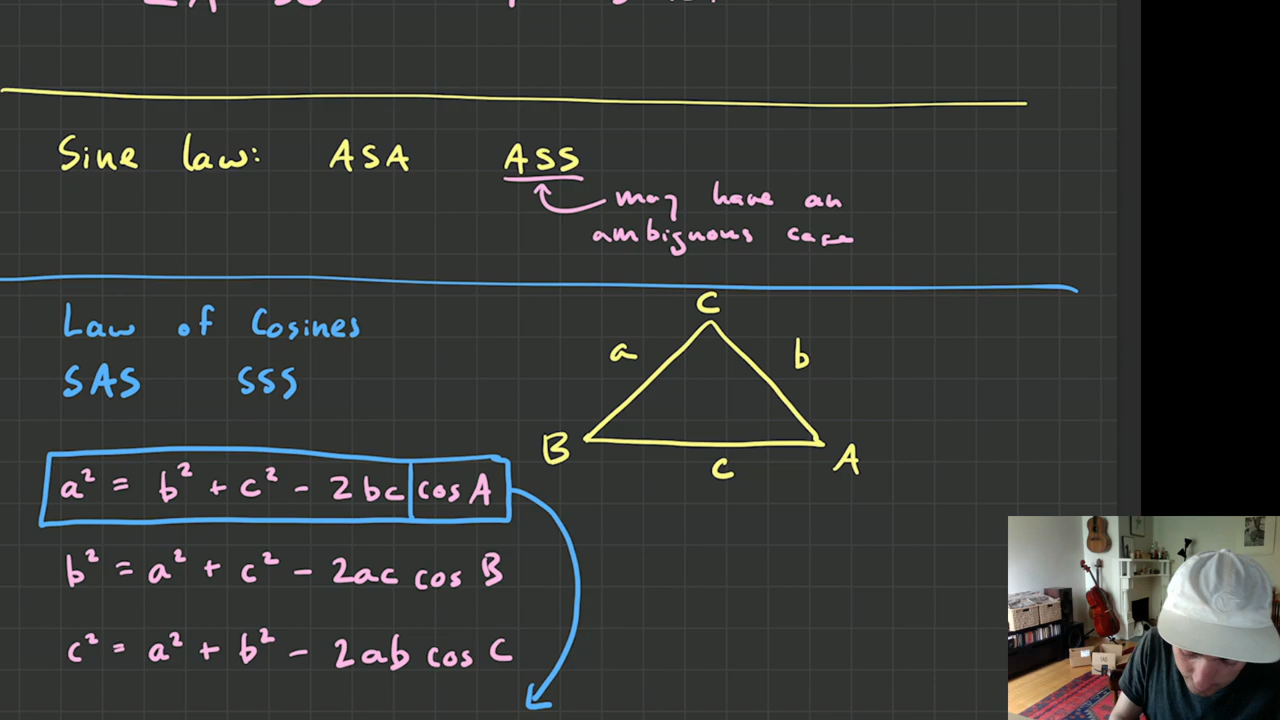 Sine law: ASA ASS
may have an
ambiguous case
Law of Cosines
SAS SSS
C
a b
B A
c
a² = b² + c² - 2bc cos A
b² = a² + c² - 2ac cos B
c² = a² + b² - 2ab cos C